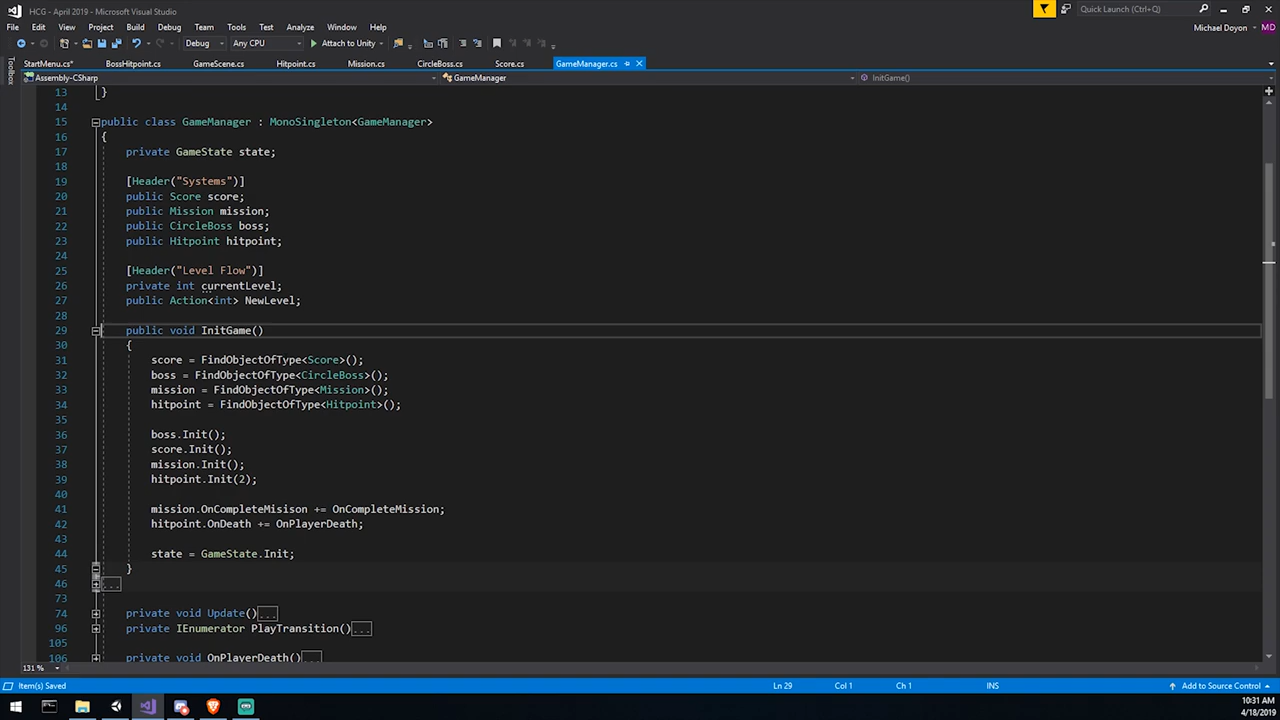 HCG - April 2019 - Microsoft Visual Studio
Quick Launch (Ctrl+Q)
File Edit View Project Build Debug Team Tools Test Analyze Window Help
Michael Doyon MD
Debug Any CPU Attach to Unity
Toolbox
StartMenu.cs* BossHitpoint.cs GameScene.cs Hitpoint.cs Mission.cs CircleBoss.cs Score.cs GameManager.cs
Assembly-CSharp GameManager InitGame()
13 }
14
15 public class GameManager : MonoSingleton<GameManager>
16 {
17 private GameState state;
18
19 [Header("Systems")]
20 public Score score;
21 public Mission mission;
22 public CircleBoss boss;
23 public Hitpoint hitpoint;
24
25 [Header("Level Flow")]
26 private int currentLevel;
27 public Action<int> NewLevel;
28
29 public void InitGame()
30 {
31 score = FindObjectOfType<Score>();
32 boss = FindObjectOfType<CircleBoss>();
33 mission = FindObjectOfType<Mission>();
34 hitpoint = FindObjectOfType<Hitpoint>();
35
36 boss.Init();
37 score.Init();
38 mission.Init();
39 hitpoint.Init(2);
40
41 mission.OnCompleteMisison += OnCompleteMission;
42 hitpoint.OnDeath += OnPlayerDeath;
43
44 state = GameState.Init;
45 }
46 ...
73
74 private void Update()...
96 private IEnumerator PlayTransition()...
105
106 private void OnPlayerDeath()...
131 %
Item(s) Saved Ln 29 Col 1 Ch 1 INS Add to Source Control
10:31 AM
4/18/2019